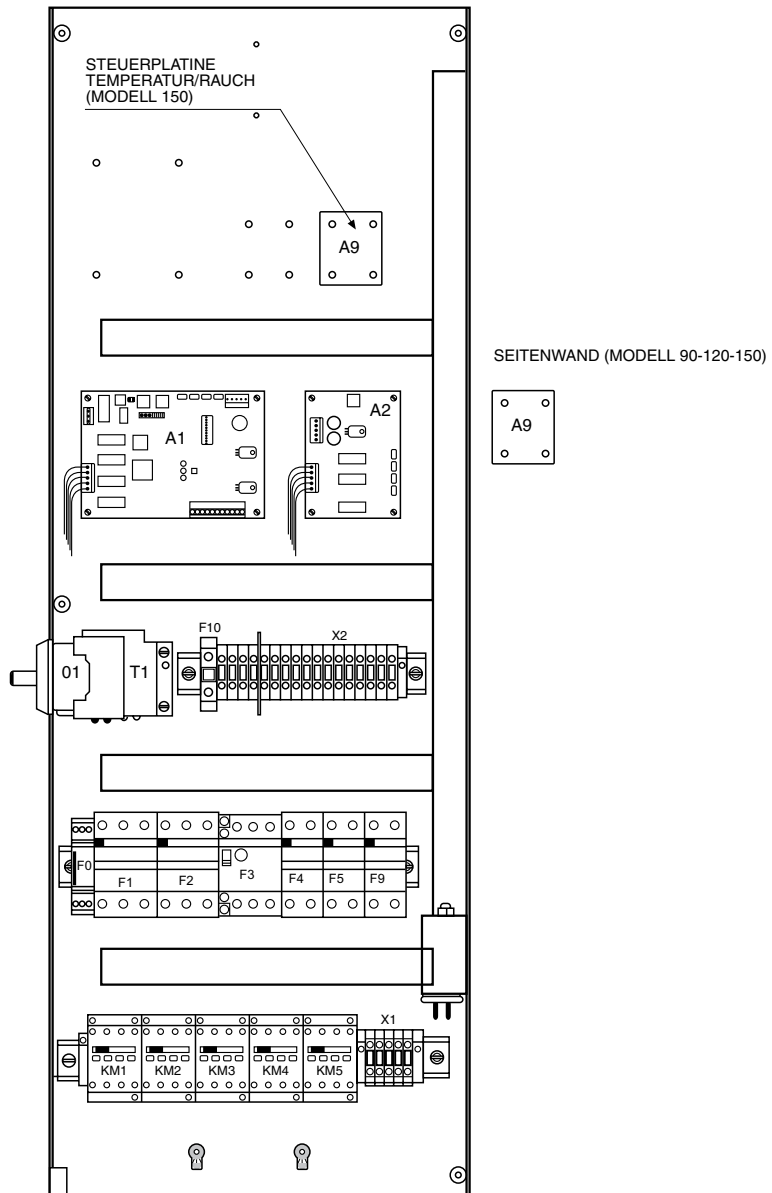 STEUERPLATINE
TEMPERATUR/RAUCH
(MODELL 150)
A9
SEITENWAND (MODELL 90-120-150)
A1
A2
A9
F10
X2
01
T1
F0
F1
F2
F3
F4
F5
F9
X1
KM1
KM2
KM3
KM4
KM5